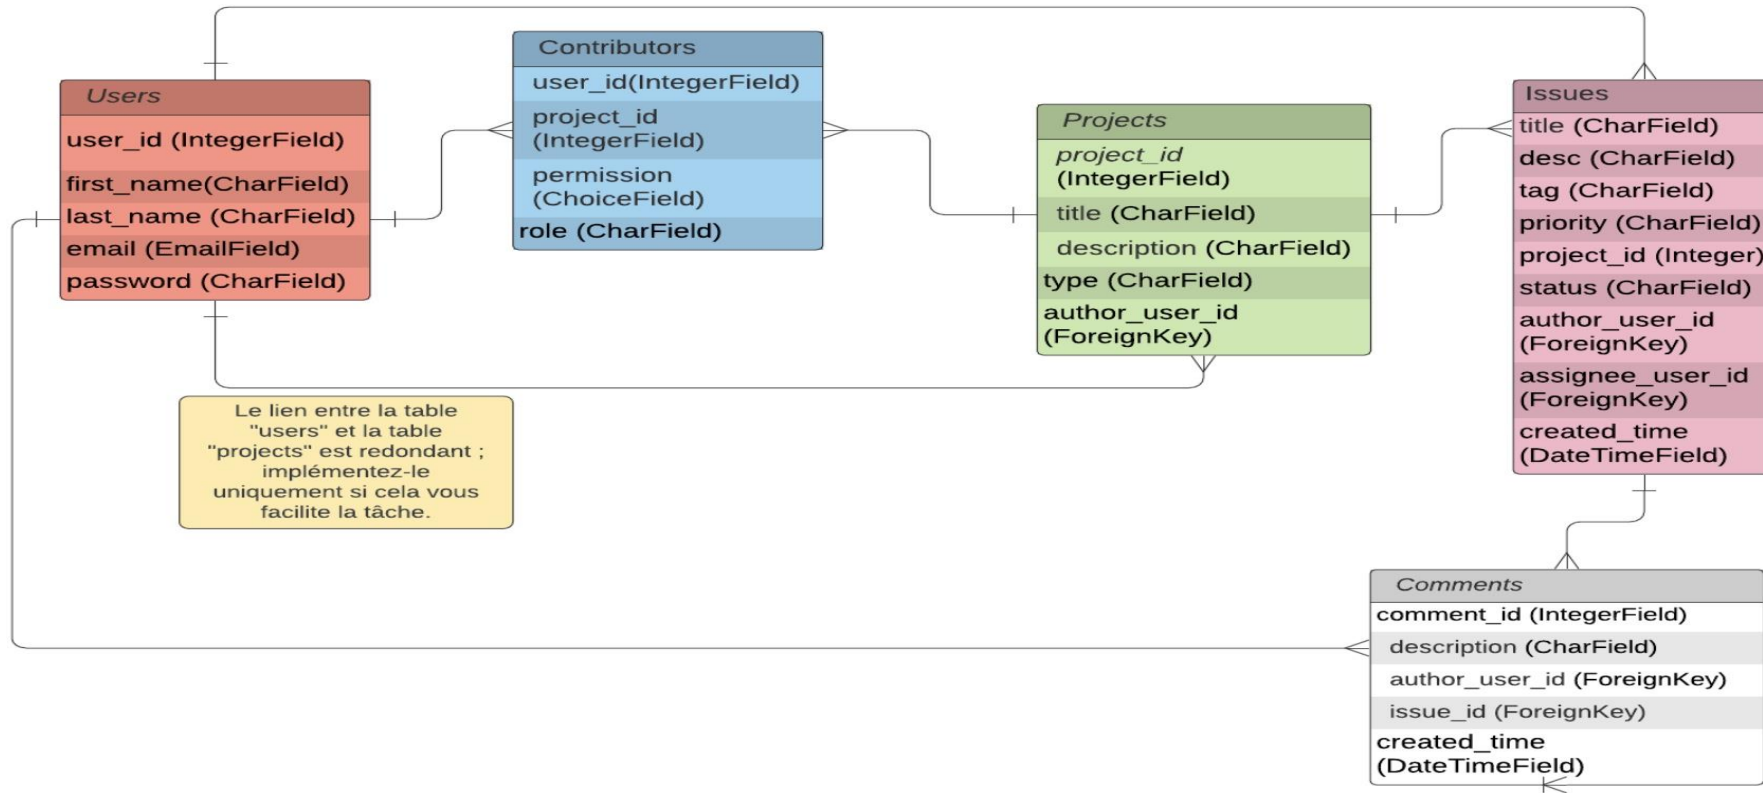 Users
user_id (IntegerField)
first_name(CharField)
last_name (CharField)
email (EmailField)
password (CharField)
Contributors
user_id(IntegerField)
project_id
(IntegerField)
permission
(ChoiceField)
role (CharField)
Projects
project_id
(IntegerField)
title (CharField)
description (CharField)
type (CharField)
author_user_id
(ForeignKey)
Issues
title (CharField)
desc (CharField)
tag (CharField)
priority (CharField)
project_id (Integer)
status (CharField)
author_user_id
(ForeignKey)
assignee_user_id
(ForeignKey)
created_time
(DateTimeField)
Le lien entre la table
"users" et la table
"projects" est redondant ;
implémentez-le
uniquement si cela vous
facilite la tâche.
Comments
comment_id (IntegerField)
description (CharField)
author_user_id (ForeignKey)
issue_id (ForeignKey)
created_time
(DateTimeField)